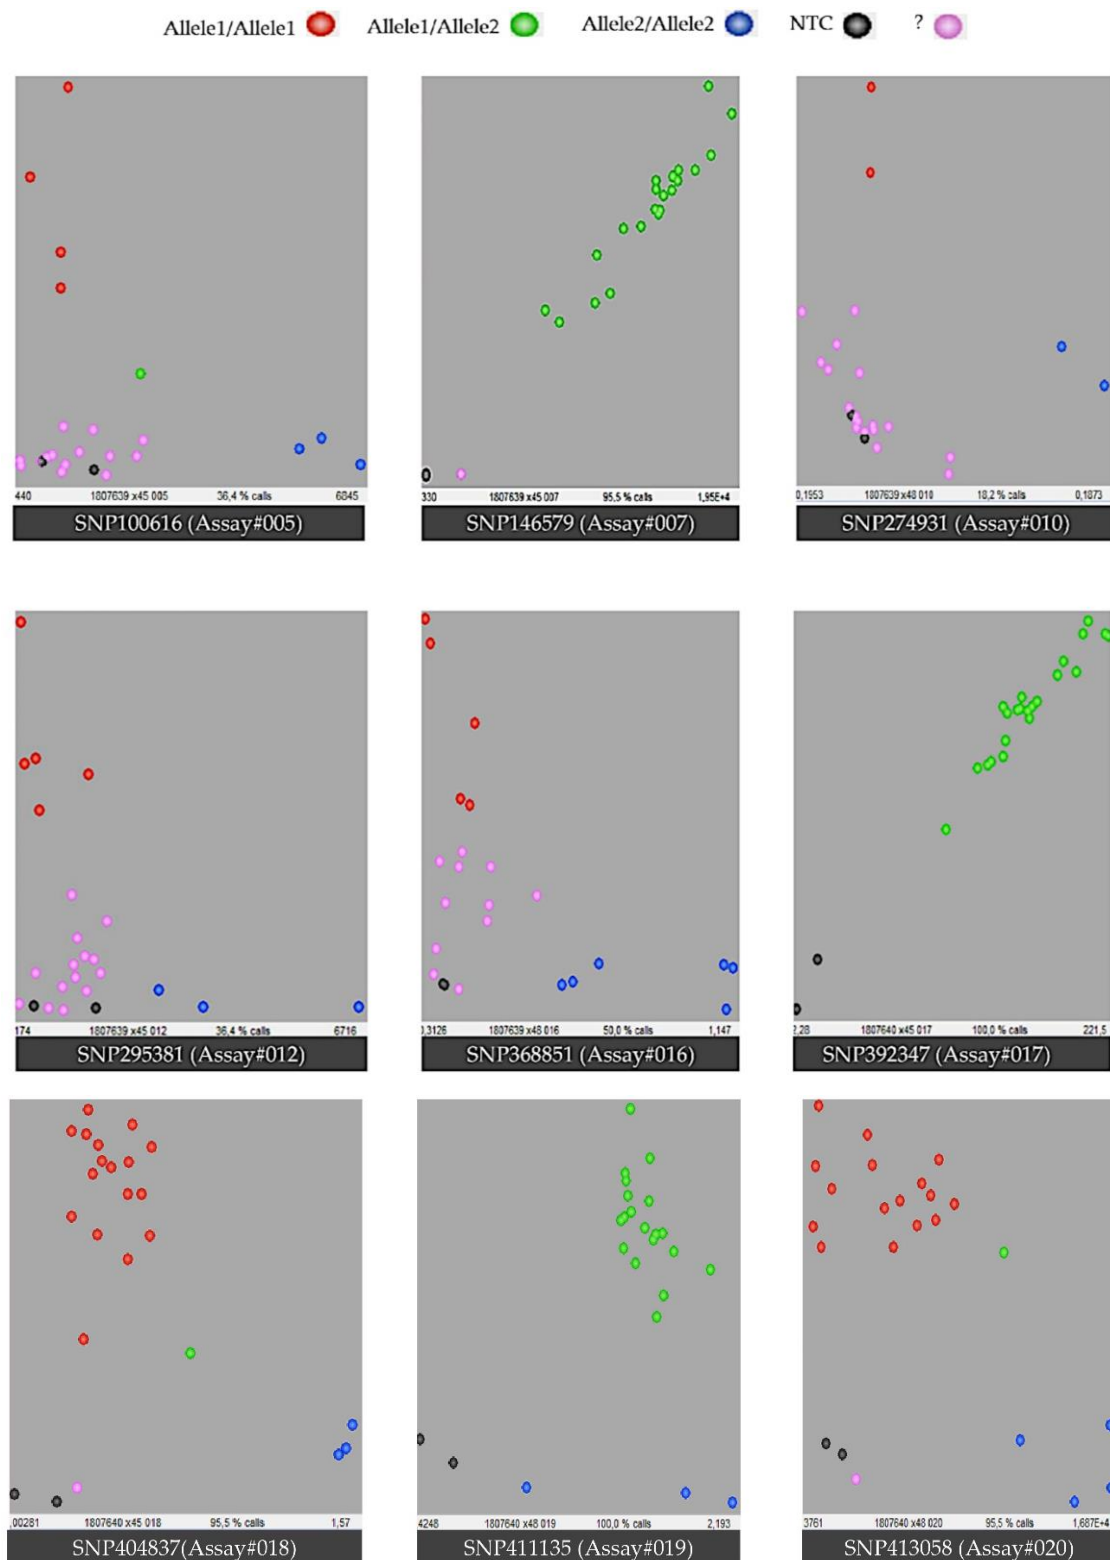 Allele1/Allele1 Allele1/Allele2 Allele2/Allele2 NTC ?
440 1807639 x45 005 36,4 % calls 6845
330 1807639 x45 007 95,5 % calls 1,95E+4
0,1953 1807639 x48 010 18,2 % calls 0,1873
SNP100616 (Assay#005) SNP146579 (Assay#007) SNP274931 (Assay#010)
174 1807639 x45 012 36,4 % calls 6716
0,3126 1807639 x48 016 50,0 % calls 1,147
2,28 1807640 x45 017 100,0 % calls 221,5
SNP295381 (Assay#012) SNP368851 (Assay#016) SNP392347 (Assay#017)
,00281 1807640 x45 018 95,5 % calls 1,57
4248 1807640 x48 019 100,0 % calls 2,193
3761 1807640 x48 020 95,5 % calls 1,687E+4
SNP404837(Assay#018) SNP411135 (Assay#019) SNP413058 (Assay#020)